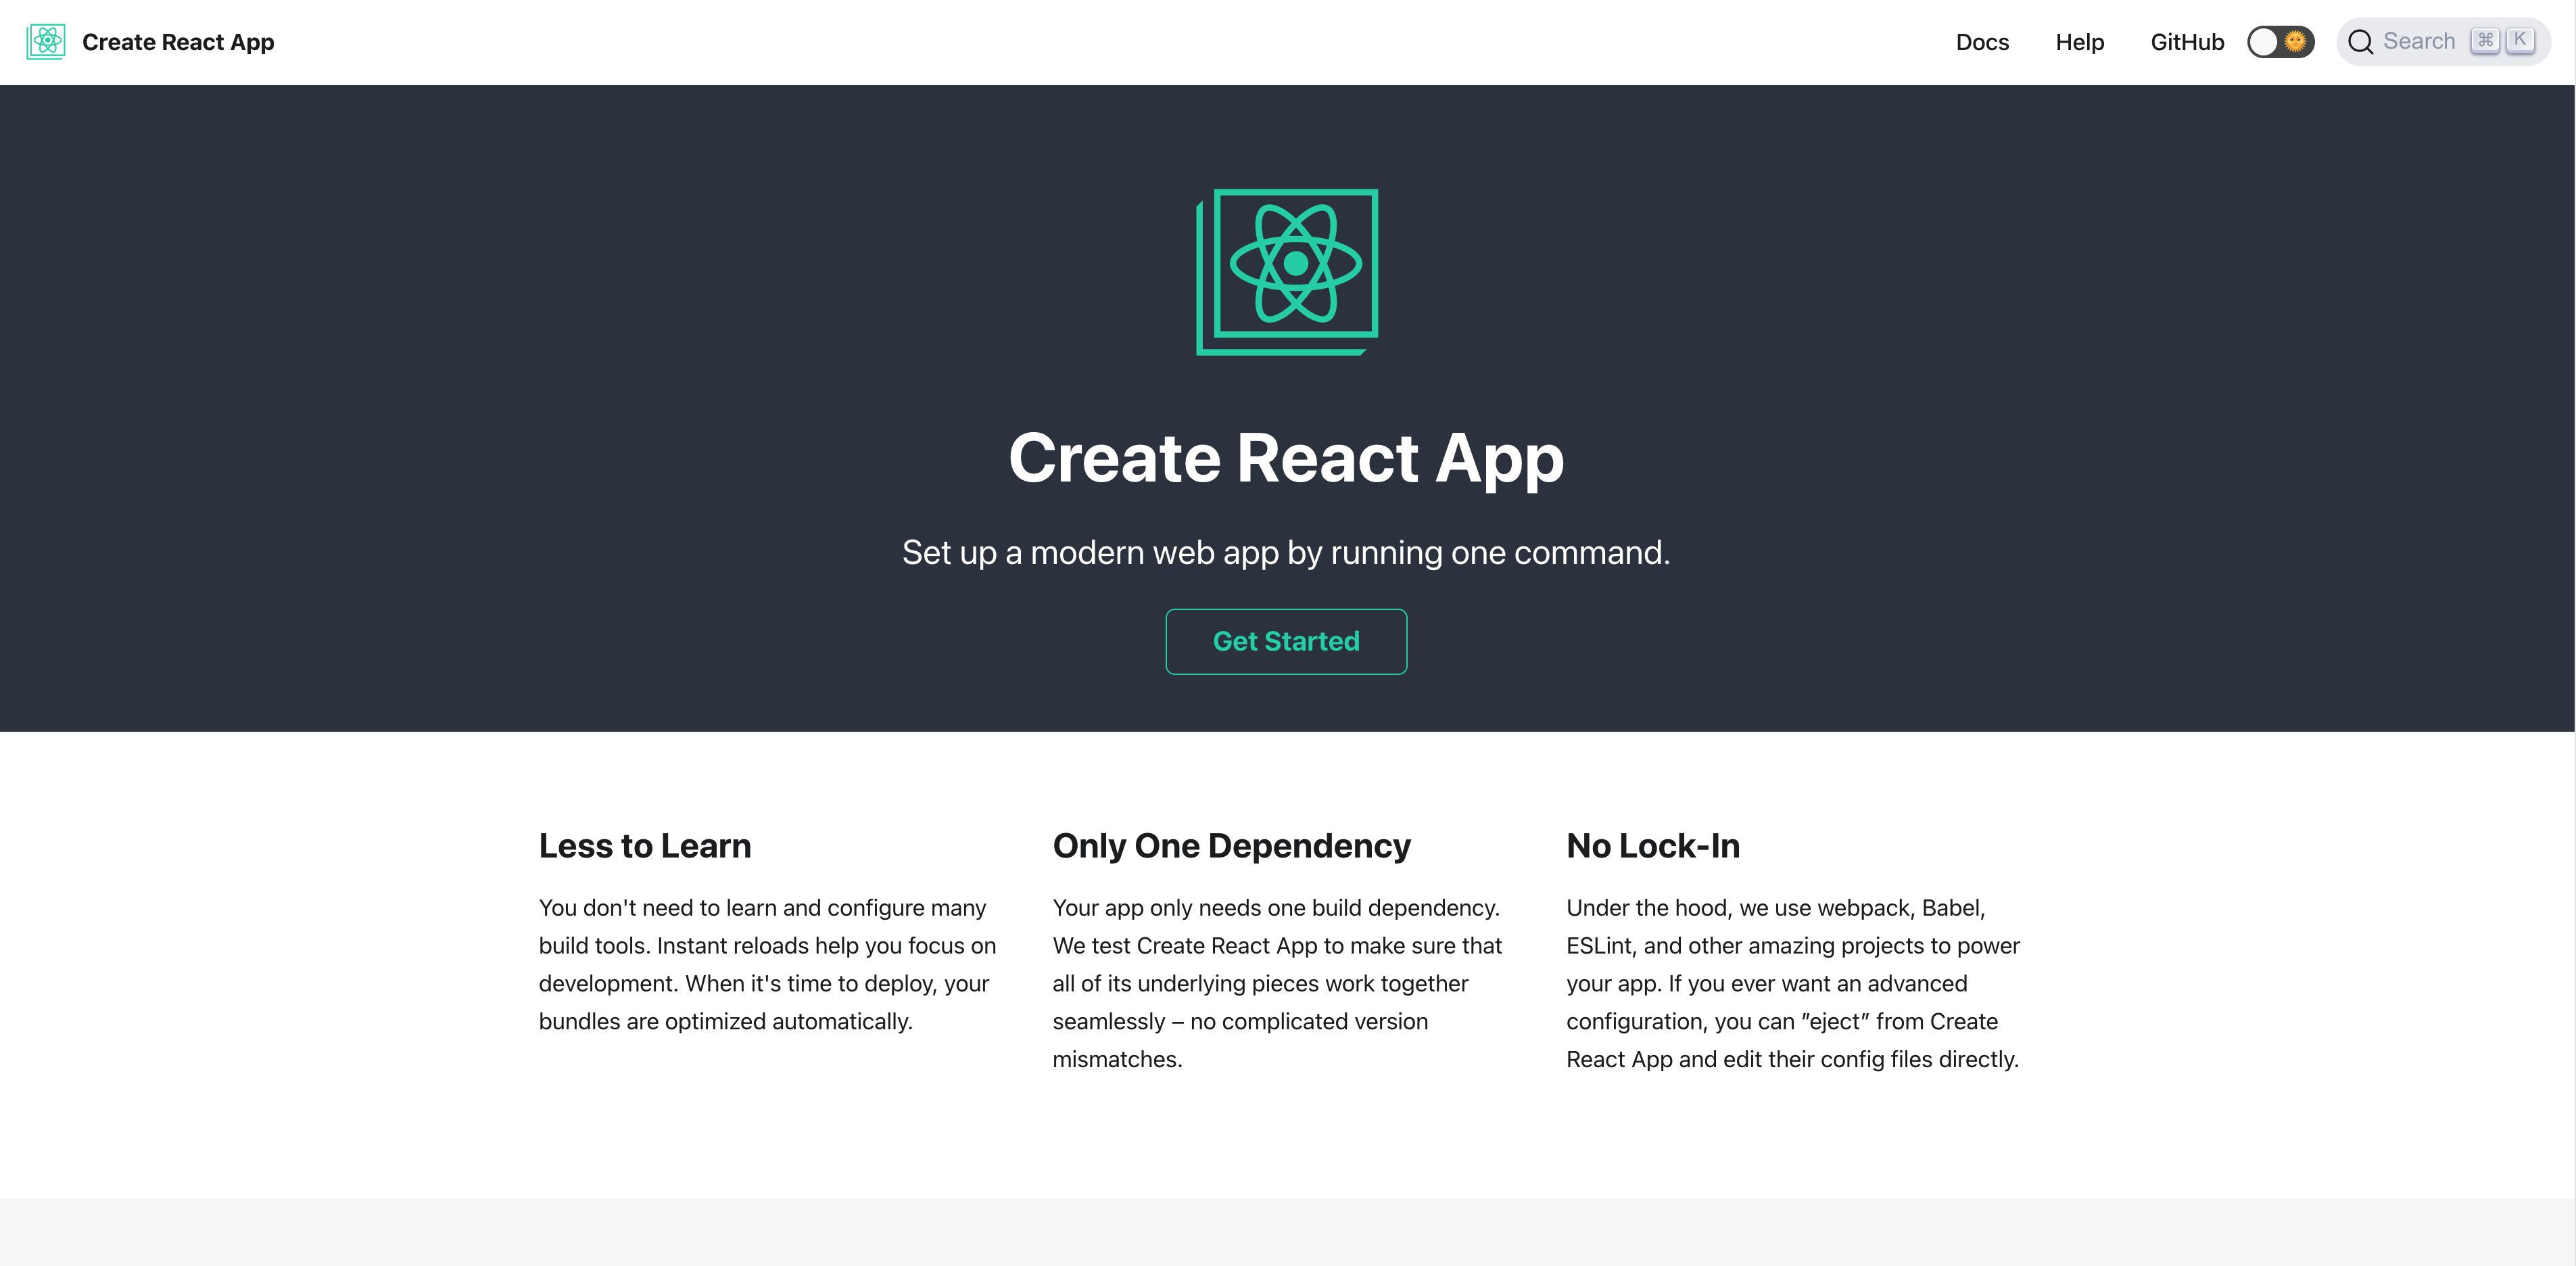 Create React App
Docs
Help
GitHub
Search ⌘ K
Create React App
Set up a modern web app by running one command.
Get Started
Less to Learn
You don't need to learn and configure many
build tools. Instant reloads help you focus on
development. When it's time to deploy, your
bundles are optimized automatically.
Only One Dependency
Your app only needs one build dependency.
We test Create React App to make sure that
all of its underlying pieces work together
seamlessly – no complicated version
mismatches.
No Lock-In
Under the hood, we use webpack, Babel,
ESLint, and other amazing projects to power
your app. If you ever want an advanced
configuration, you can ”eject” from Create
React App and edit their config files directly.